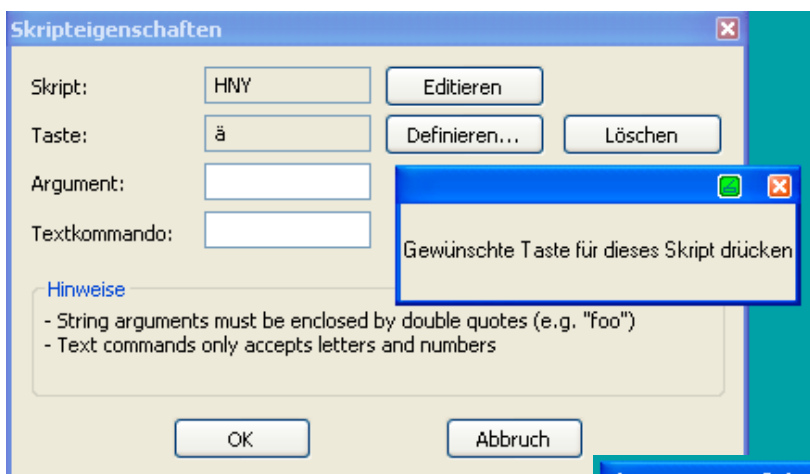 Skripteigenschaften
Skript: HNY Editieren
Taste: ä Definieren... Löschen
Argument:
Textkommando:
Gewünschte Taste für dieses Skript drücken
Hinweise
- String arguments must be enclosed by double quotes (e.g. "foo")
- Text commands only accepts letters and numbers
OK Abbruch